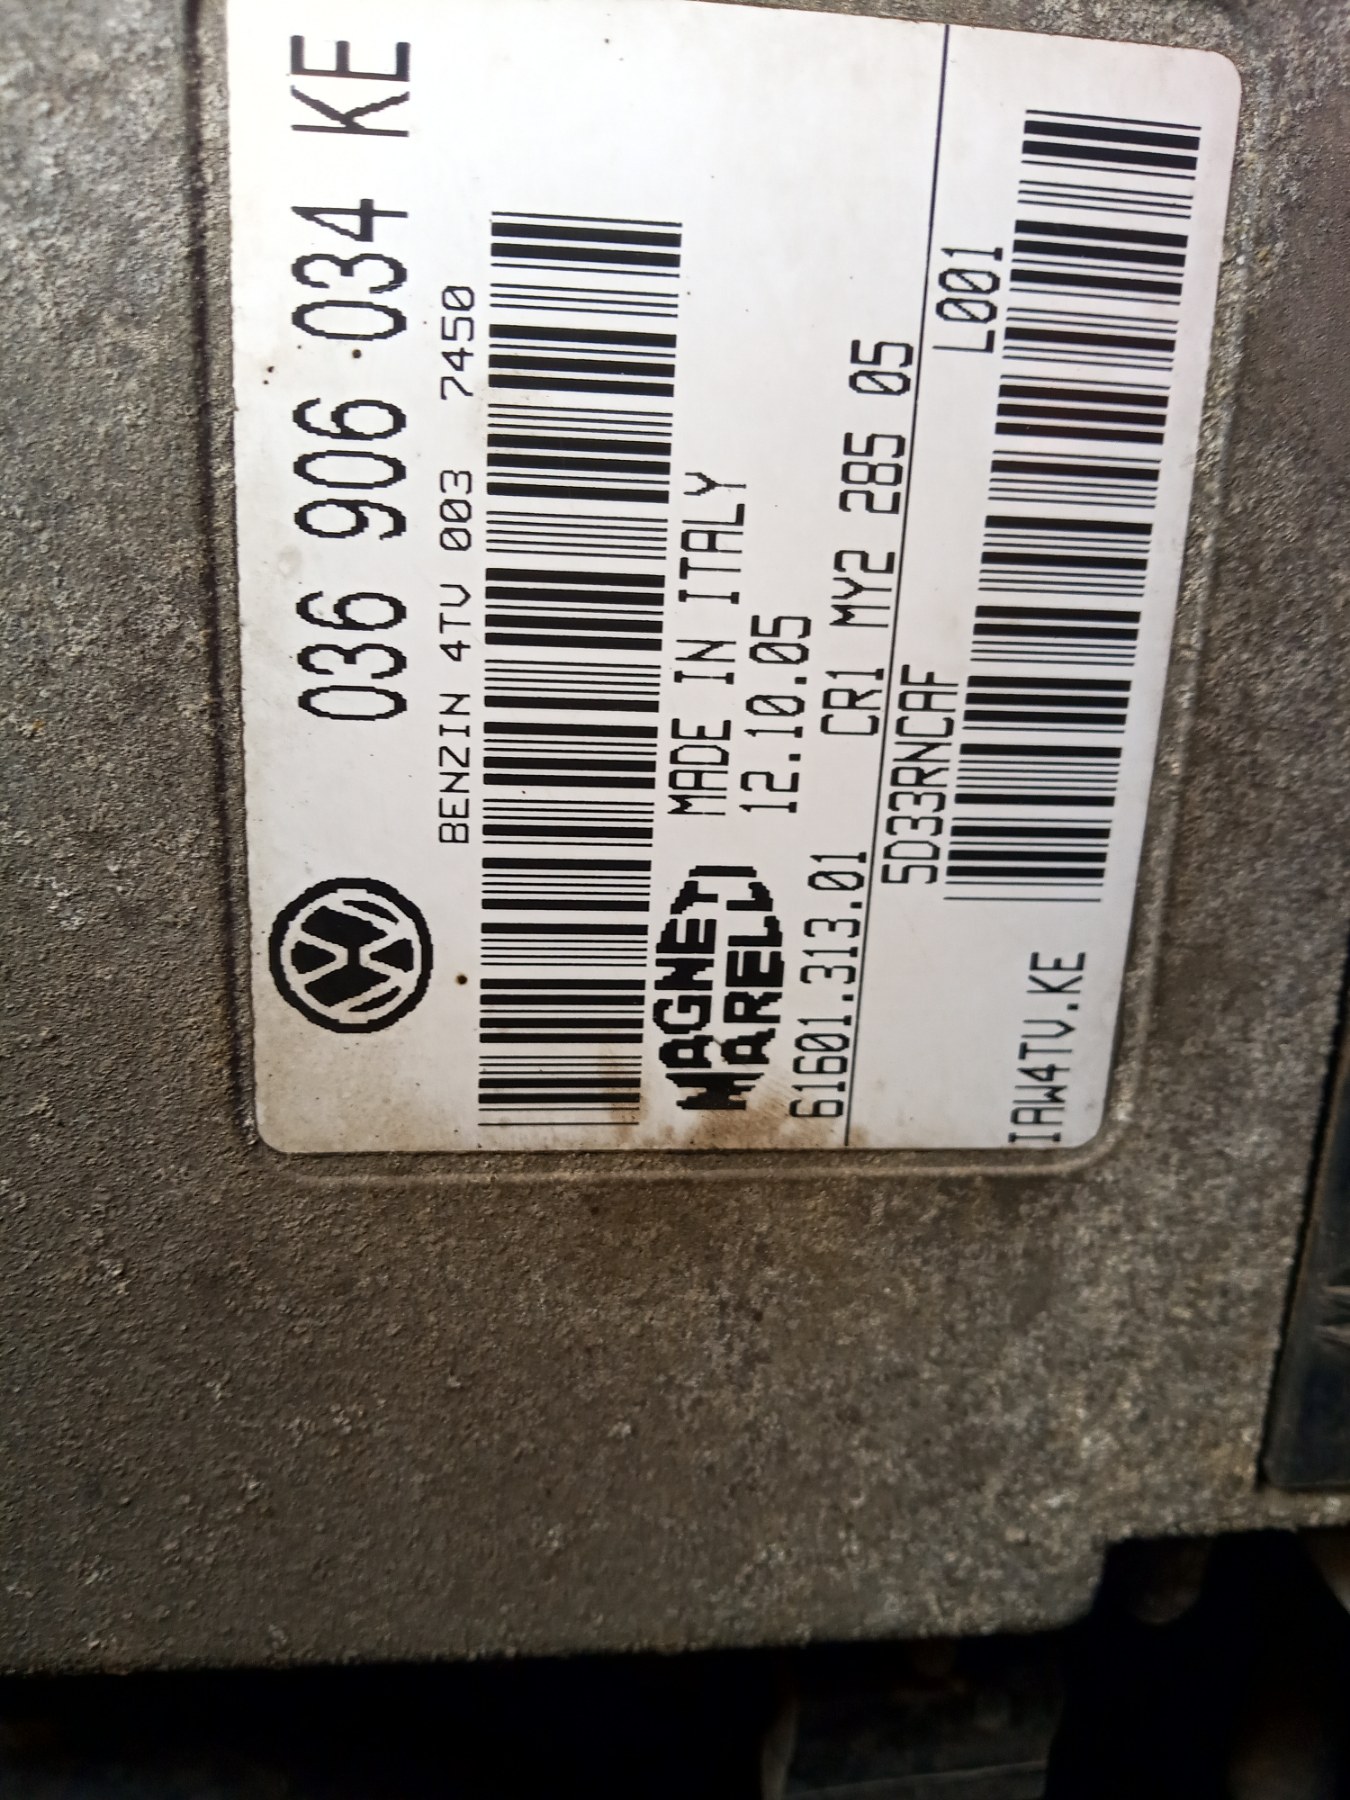 036 906 034 KE
BENZIN 4TV 003 7450
MAGNETI MARELLI
MADE IN ITALY
12.10.05
61601.313.01 CR1 MY2 285 05
5D33RNCAF L001
IAW4TV.KE